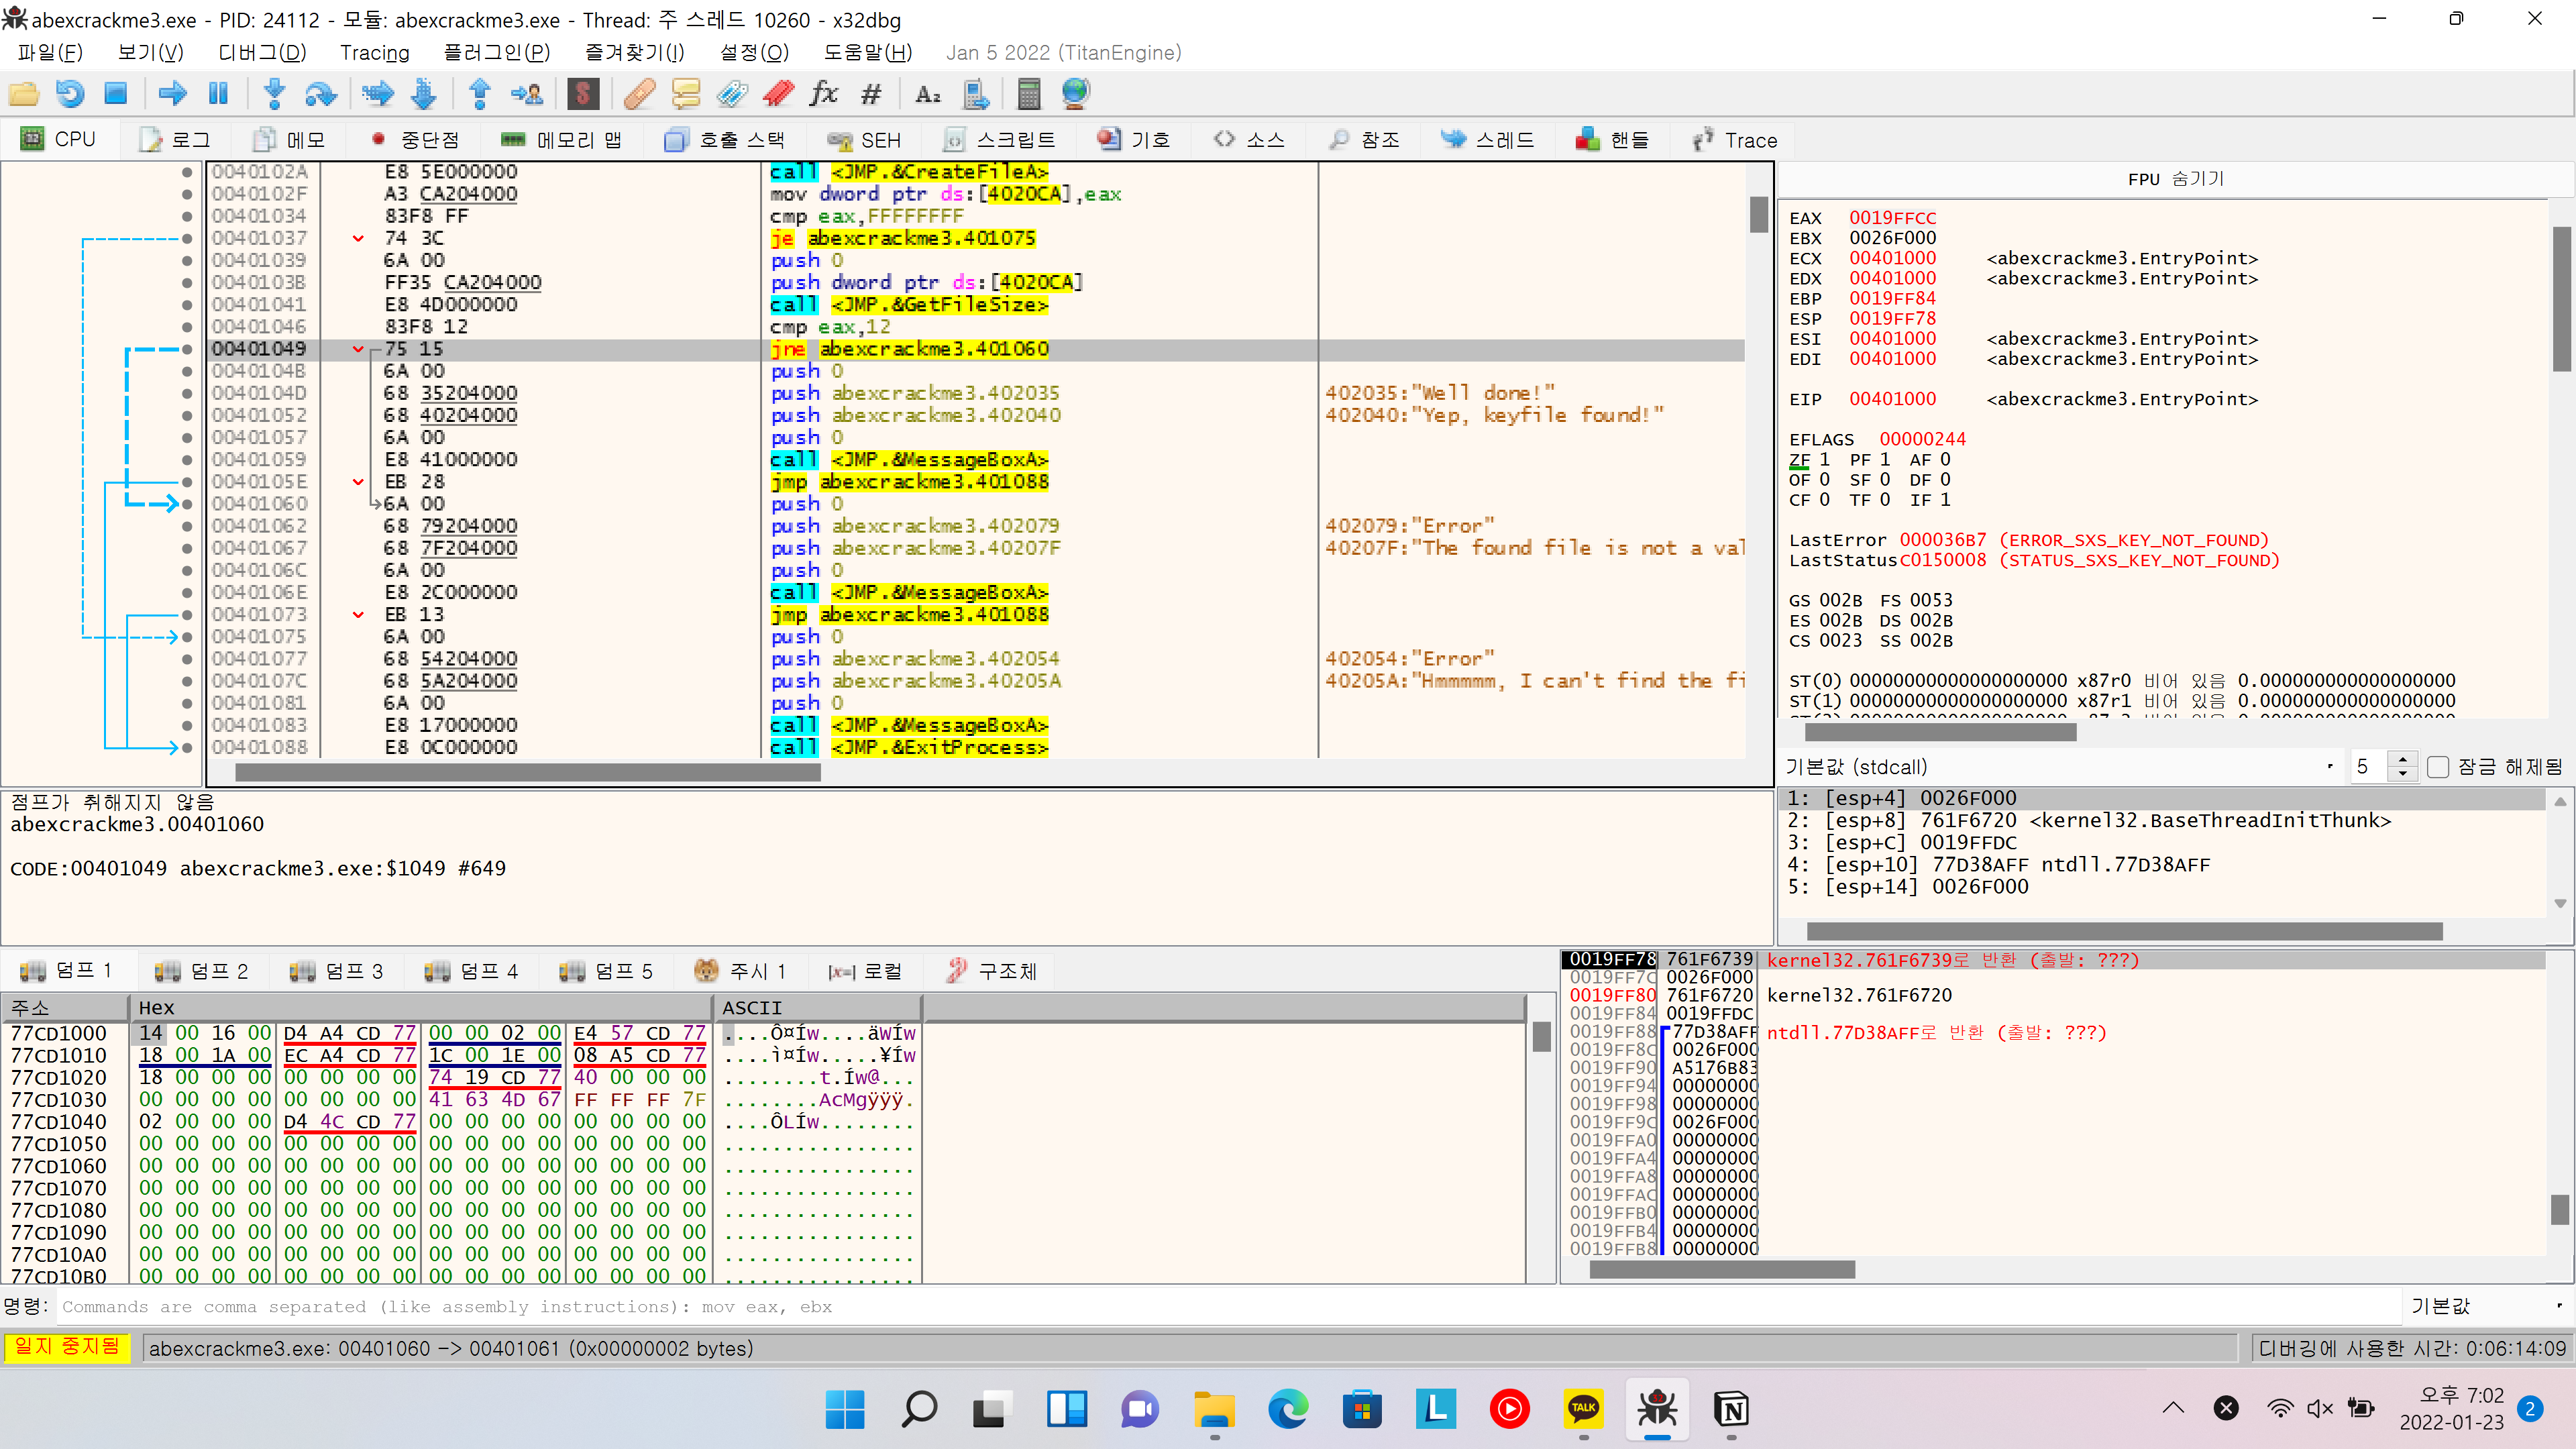 abexcrackme3.exe - PID: 24112 - 모듈: abexcrackme3.exe - Thread: 주 스레드 10260 - x32dbg
파일(F) 보기(V) 디버그(D) Tracing 플러그인(P) 즐겨찾기(I) 설정(O) 도움말(H) Jan 5 2022 (TitanEngine)
CPU 로그 메모 중단점 메모리 맵 호출 스택 SEH 스크립트 기호 소스 참조 스레드 핸들 Trace
0040102A E8 5E000000 call <JMP.&CreateFileA>
0040102F A3 CA204000 mov dword ptr ds:[4020CA],eax
00401034 83F8 FF cmp eax,FFFFFFFF
00401037 74 3C je abexcrackme3.401075
00401039 6A 00 push 0
0040103B FF35 CA204000 push dword ptr ds:[4020CA]
00401041 E8 4D000000 call <JMP.&GetFileSize>
00401046 83F8 12 cmp eax,12
00401049 75 15 jne abexcrackme3.401060
0040104B 6A 00 push 0
0040104D 68 35204000 push abexcrackme3.402035 402035:"Well done!"
00401052 68 40204000 push abexcrackme3.402040 402040:"Yep, keyfile found!"
00401057 6A 00 push 0
00401059 E8 41000000 call <JMP.&MessageBoxA>
0040105E EB 28 jmp abexcrackme3.401088
00401060 6A 00 push 0
00401062 68 79204000 push abexcrackme3.402079 402079:"Error"
00401067 68 7F204000 push abexcrackme3.40207F 40207F:"The found file is not a val
0040106C 6A 00 push 0
0040106E E8 2C000000 call <JMP.&MessageBoxA>
00401073 EB 13 jmp abexcrackme3.401088
00401075 6A 00 push 0
00401077 68 54204000 push abexcrackme3.402054 402054:"Error"
0040107C 68 5A204000 push abexcrackme3.40205A 40205A:"Hmmmmm, I can't find the fi
00401081 6A 00 push 0
00401083 E8 17000000 call <JMP.&MessageBoxA>
00401088 E8 0C000000 call <JMP.&ExitProcess>
FPU 숨기기
EAX 0019FFCC
EBX 0026F000
ECX 00401000 <abexcrackme3.EntryPoint>
EDX 00401000 <abexcrackme3.EntryPoint>
EBP 0019FF84
ESP 0019FF78
ESI 00401000 <abexcrackme3.EntryPoint>
EDI 00401000 <abexcrackme3.EntryPoint>
EIP 00401000 <abexcrackme3.EntryPoint>
EFLAGS 00000244
ZF 1 PF 1 AF 0
OF 0 SF 0 DF 0
CF 0 TF 0 IF 1
LastError 000036B7 (ERROR_SXS_KEY_NOT_FOUND)
LastStatus C0150008 (STATUS_SXS_KEY_NOT_FOUND)
GS 002B FS 0053
ES 002B DS 002B
CS 0023 SS 002B
ST(0) 00000000000000000000 x87r0 비어 있음 0.000000000000000000
ST(1) 00000000000000000000 x87r1 비어 있음 0.000000000000000000
기본값 (stdcall) 5 잠금 해제됨
1: [esp+4] 0026F000
2: [esp+8] 761F6720 <kernel32.BaseThreadInitThunk>
3: [esp+C] 0019FFDC
4: [esp+10] 77D38AFF ntdll.77D38AFF
5: [esp+14] 0026F000
점프가 취해지지 않음
abexcrackme3.00401060
CODE:00401049 abexcrackme3.exe:$1049 #649
덤프 1 덤프 2 덤프 3 덤프 4 덤프 5 주시 1 [x=] 로컬 구조체
주소 Hex ASCII
77CD1000 14 00 16 00 D4 A4 CD 77 00 00 02 00 E4 57 CD 77 ....Ô¤Íw....äWÍw
77CD1010 18 00 1A 00 EC A4 CD 77 1C 00 1E 00 08 A5 CD 77 ....ì¤Íw.....¥Íw
77CD1020 18 00 00 00 00 00 00 00 74 19 CD 77 40 00 00 00 ........t.Íw@...
77CD1030 00 00 00 00 00 00 00 00 41 63 4D 67 FF FF FF 7F ........AcMgÿÿÿ.
77CD1040 02 00 00 00 D4 4C CD 77 00 00 00 00 00 00 00 00 ....ÔLÍw........
77CD1050 00 00 00 00 00 00 00 00 00 00 00 00 00 00 00 00 ................
77CD1060 00 00 00 00 00 00 00 00 00 00 00 00 00 00 00 00 ................
77CD1070 00 00 00 00 00 00 00 00 00 00 00 00 00 00 00 00 ................
77CD1080 00 00 00 00 00 00 00 00 00 00 00 00 00 00 00 00 ................
77CD1090 00 00 00 00 00 00 00 00 00 00 00 00 00 00 00 00 ................
77CD10A0 00 00 00 00 00 00 00 00 00 00 00 00 00 00 00 00 ................
77CD10B0 00 00 00 00 00 00 00 00 00 00 00 00 00 00 00 00 ................
0019FF78 761F6739 kernel32.761F6739로 반환 (출발: ???)
0019FF7C 0026F000
0019FF80 761F6720 kernel32.761F6720
0019FF84 0019FFDC
0019FF88 77D38AFF ntdll.77D38AFF로 반환 (출발: ???)
0019FF8C 0026F000
0019FF90 A5176B83
0019FF94 00000000
0019FF98 00000000
0019FF9C 0026F000
0019FFA0 00000000
0019FFA4 00000000
0019FFA8 00000000
0019FFAC 00000000
0019FFB0 00000000
0019FFB4 00000000
0019FFB8 00000000
명령: Commands are comma separated (like assembly instructions): mov eax, ebx 기본값
일지 중지됨 abexcrackme3.exe: 00401060 -> 00401061 (0x00000002 bytes) 디버깅에 사용한 시간: 0:06:14:09
TALK
오후 7:02
2022-01-23 2